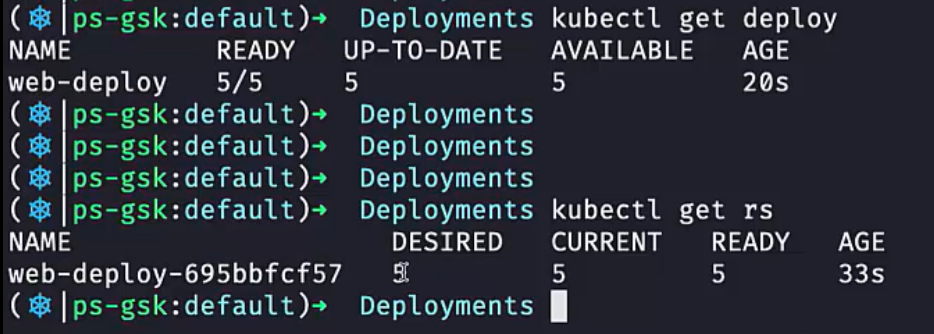 (☸ |ps-gsk:default)→ Deployments kubectl get deploy
NAME READY UP-TO-DATE AVAILABLE AGE
web-deploy 5/5 5 5 20s
(☸ |ps-gsk:default)→ Deployments
(☸ |ps-gsk:default)→ Deployments
(☸ |ps-gsk:default)→ Deployments
(☸ |ps-gsk:default)→ Deployments kubectl get rs
NAME DESIRED CURRENT READY AGE
web-deploy-695bbfcf57 5 5 5 33s
(☸ |ps-gsk:default)→ Deployments